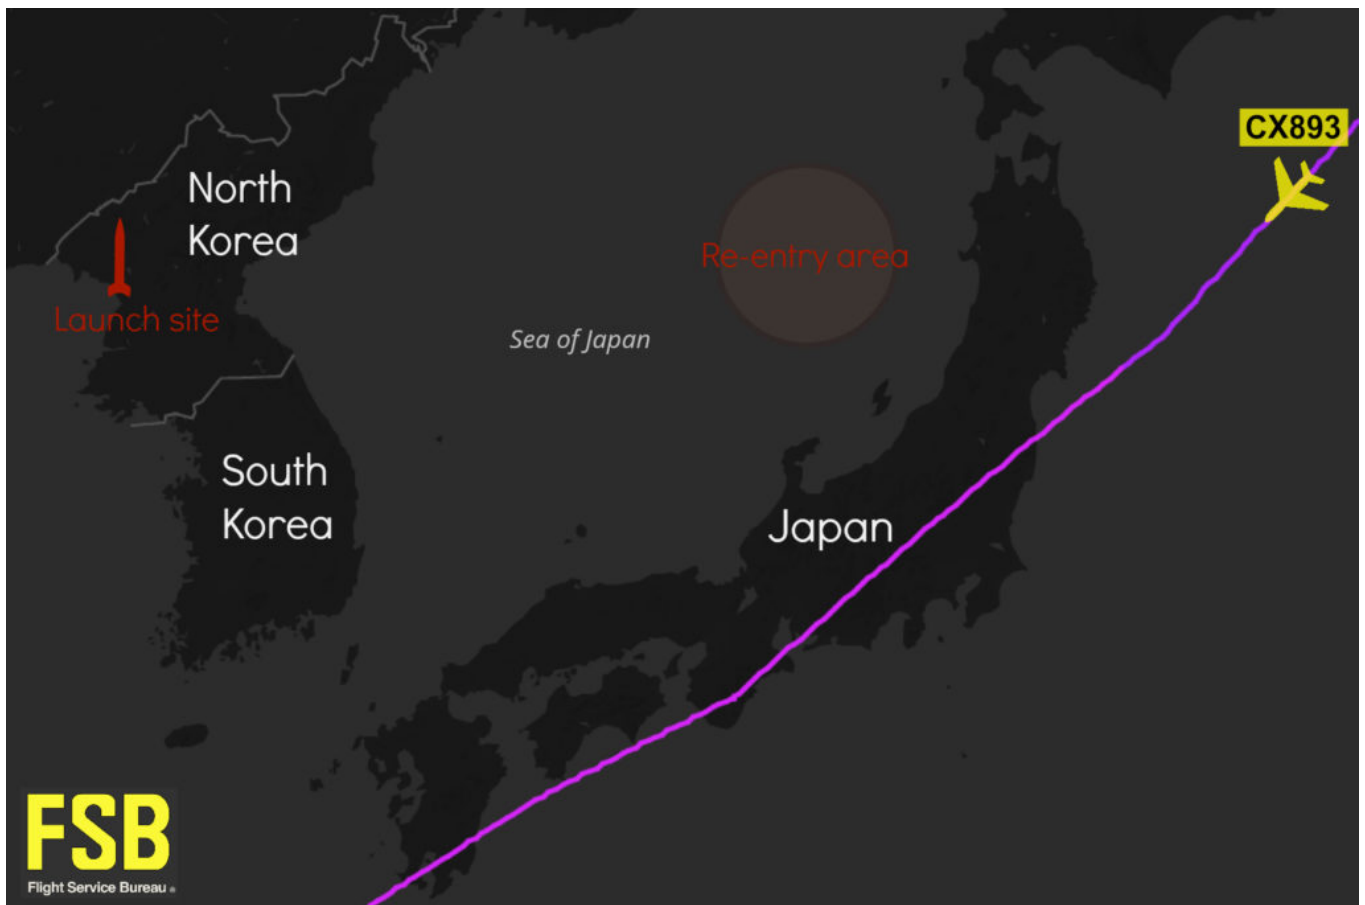 CX893
North
Korea
Re-entry area
Launch site
Sea of Japan
South
Korea
Japan
FSB
Flight Service Bureau